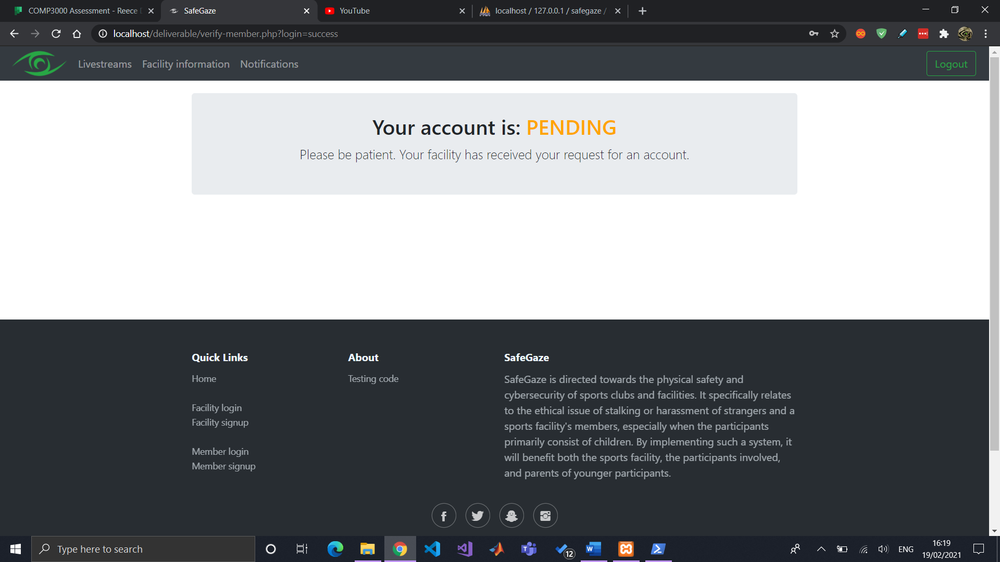 COMP3000 Assessment - Reece
SafeGaze
YouTube
localhost / 127.0.0.1 / safegaze /
localhost/deliverable/verify-member.php?login=success
Livestreams
Facility information
Notifications
Logout
Your account is: PENDING
Please be patient. Your facility has received your request for an account.
Quick Links
Home
Facility login
Facility signup
Member login
Member signup
About
Testing code
SafeGaze
SafeGaze is directed towards the physical safety and
cybersecurity of sports clubs and facilities. It specifically relates
to the ethical issue of stalking or harassment of strangers and a
sports facility's members, especially when the participants
primarily consist of children. By implementing such a system, it
will benefit both the sports facility, the participants involved,
and parents of younger participants.
Type here to search
12
ENG
16:19
19/02/2021